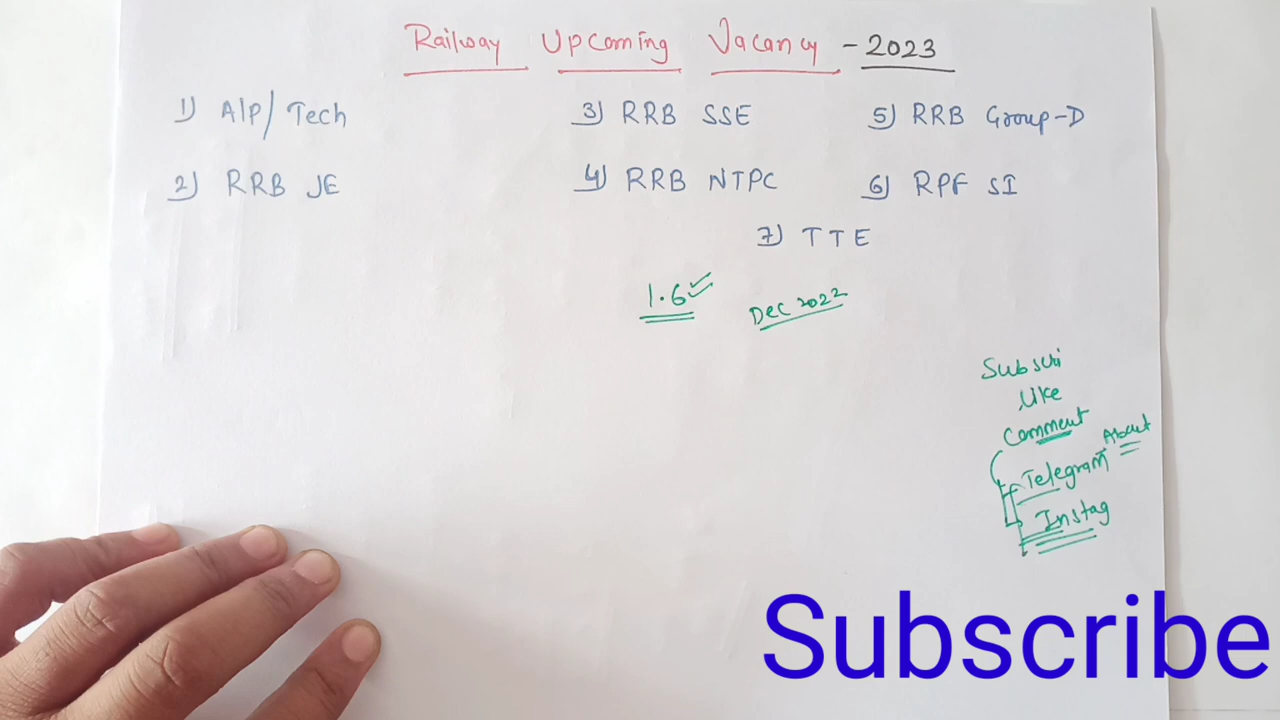 Railway Upcoming Vacancy - 2023
1) Alp/Tech
2) RRB JE
3) RRB SSE
4) RRB NTPC
5) RRB Group-D
6) RPF SI
7) TTE
1.6 ✓✓
Dec 2022
Subscri
Like
Comment
About
Telegram
Instag
Subscribe